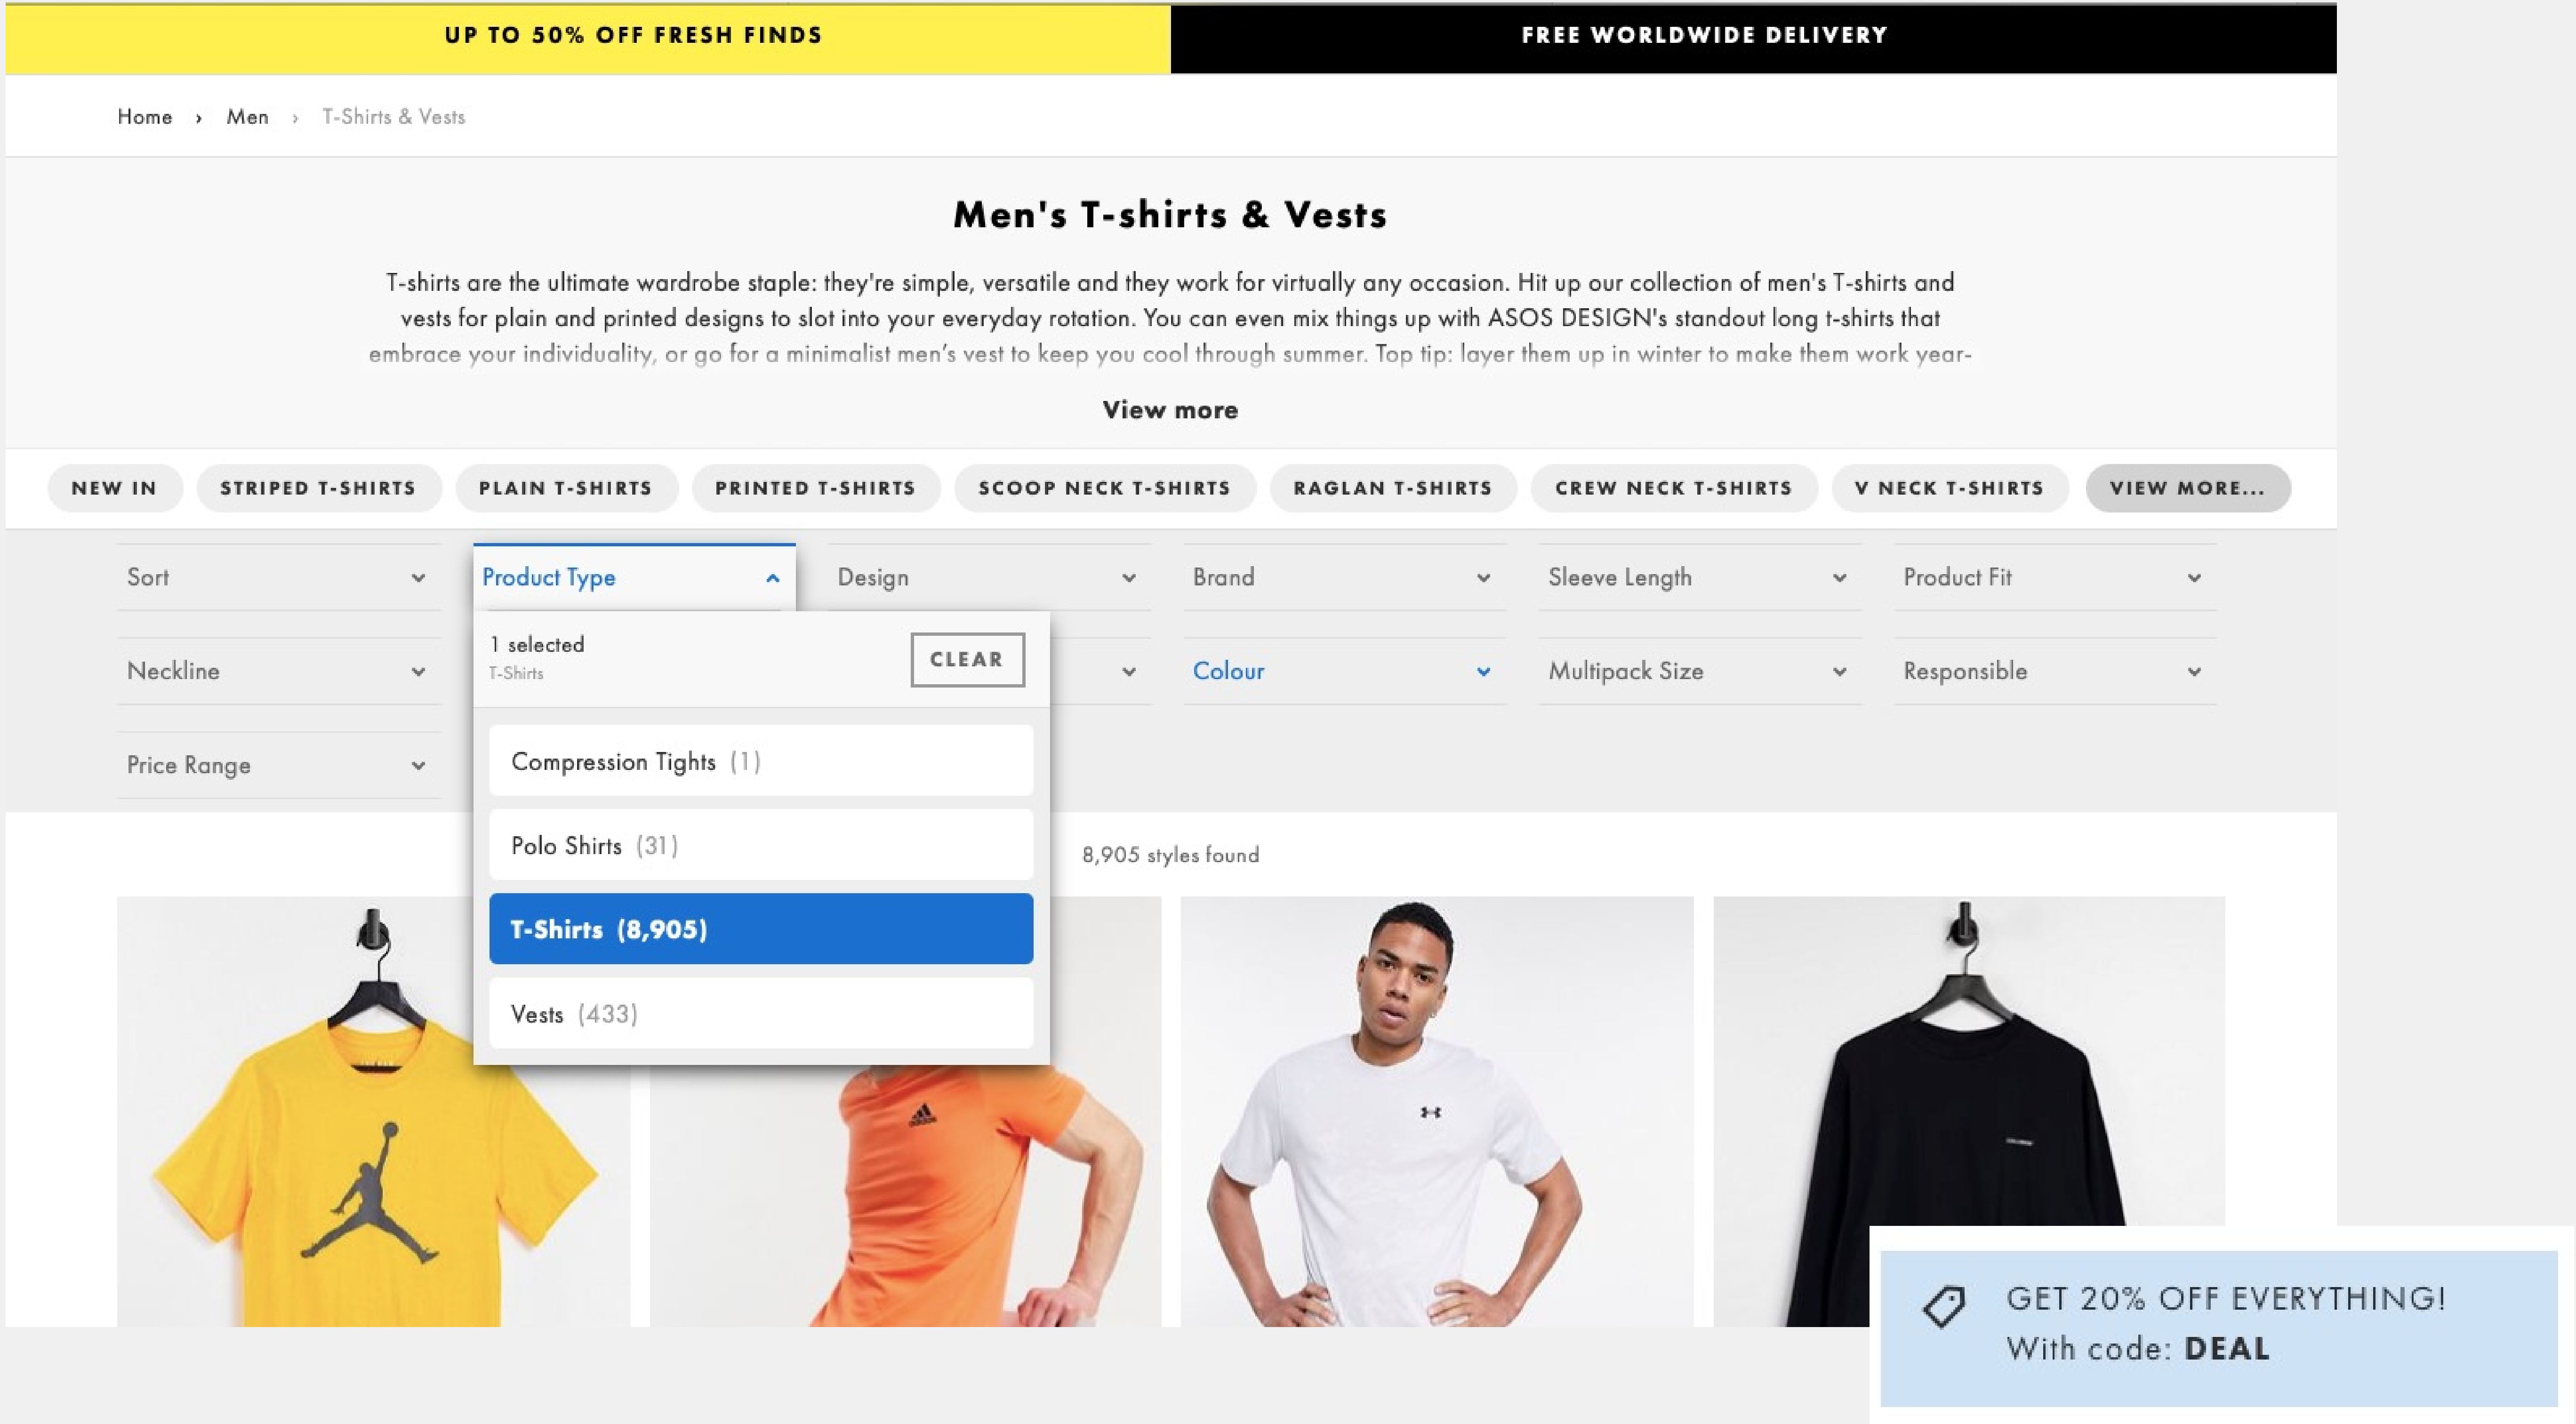 UP TO 50% OFF FRESH FINDS
FREE WORLDWIDE DELIVERY
Home › Men › T-Shirts & Vests
Men's T-shirts & Vests
T-shirts are the ultimate wardrobe staple: they're simple, versatile and they work for virtually any occasion. Hit up our collection of men's T-shirts and
vests for plain and printed designs to slot into your everyday rotation. You can even mix things up with ASOS DESIGN's standout long t-shirts that
embrace your individuality, or go for a minimalist men’s vest to keep you cool through summer. Top tip: layer them up in winter to make them work year-
View more
NEW IN
STRIPED T-SHIRTS
PLAIN T-SHIRTS
PRINTED T-SHIRTS
SCOOP NECK T-SHIRTS
RAGLAN T-SHIRTS
CREW NECK T-SHIRTS
V NECK T-SHIRTS
VIEW MORE...
Sort
Product Type
Design
Brand
Sleeve Length
Product Fit
Neckline
1 selected
T-Shirts
CLEAR
Colour
Multipack Size
Responsible
Price Range
Compression Tights (1)
Polo Shirts (31)
T-Shirts (8,905)
Vests (433)
8,905 styles found
adidas
GET 20% OFF EVERYTHING!
With code: DEAL